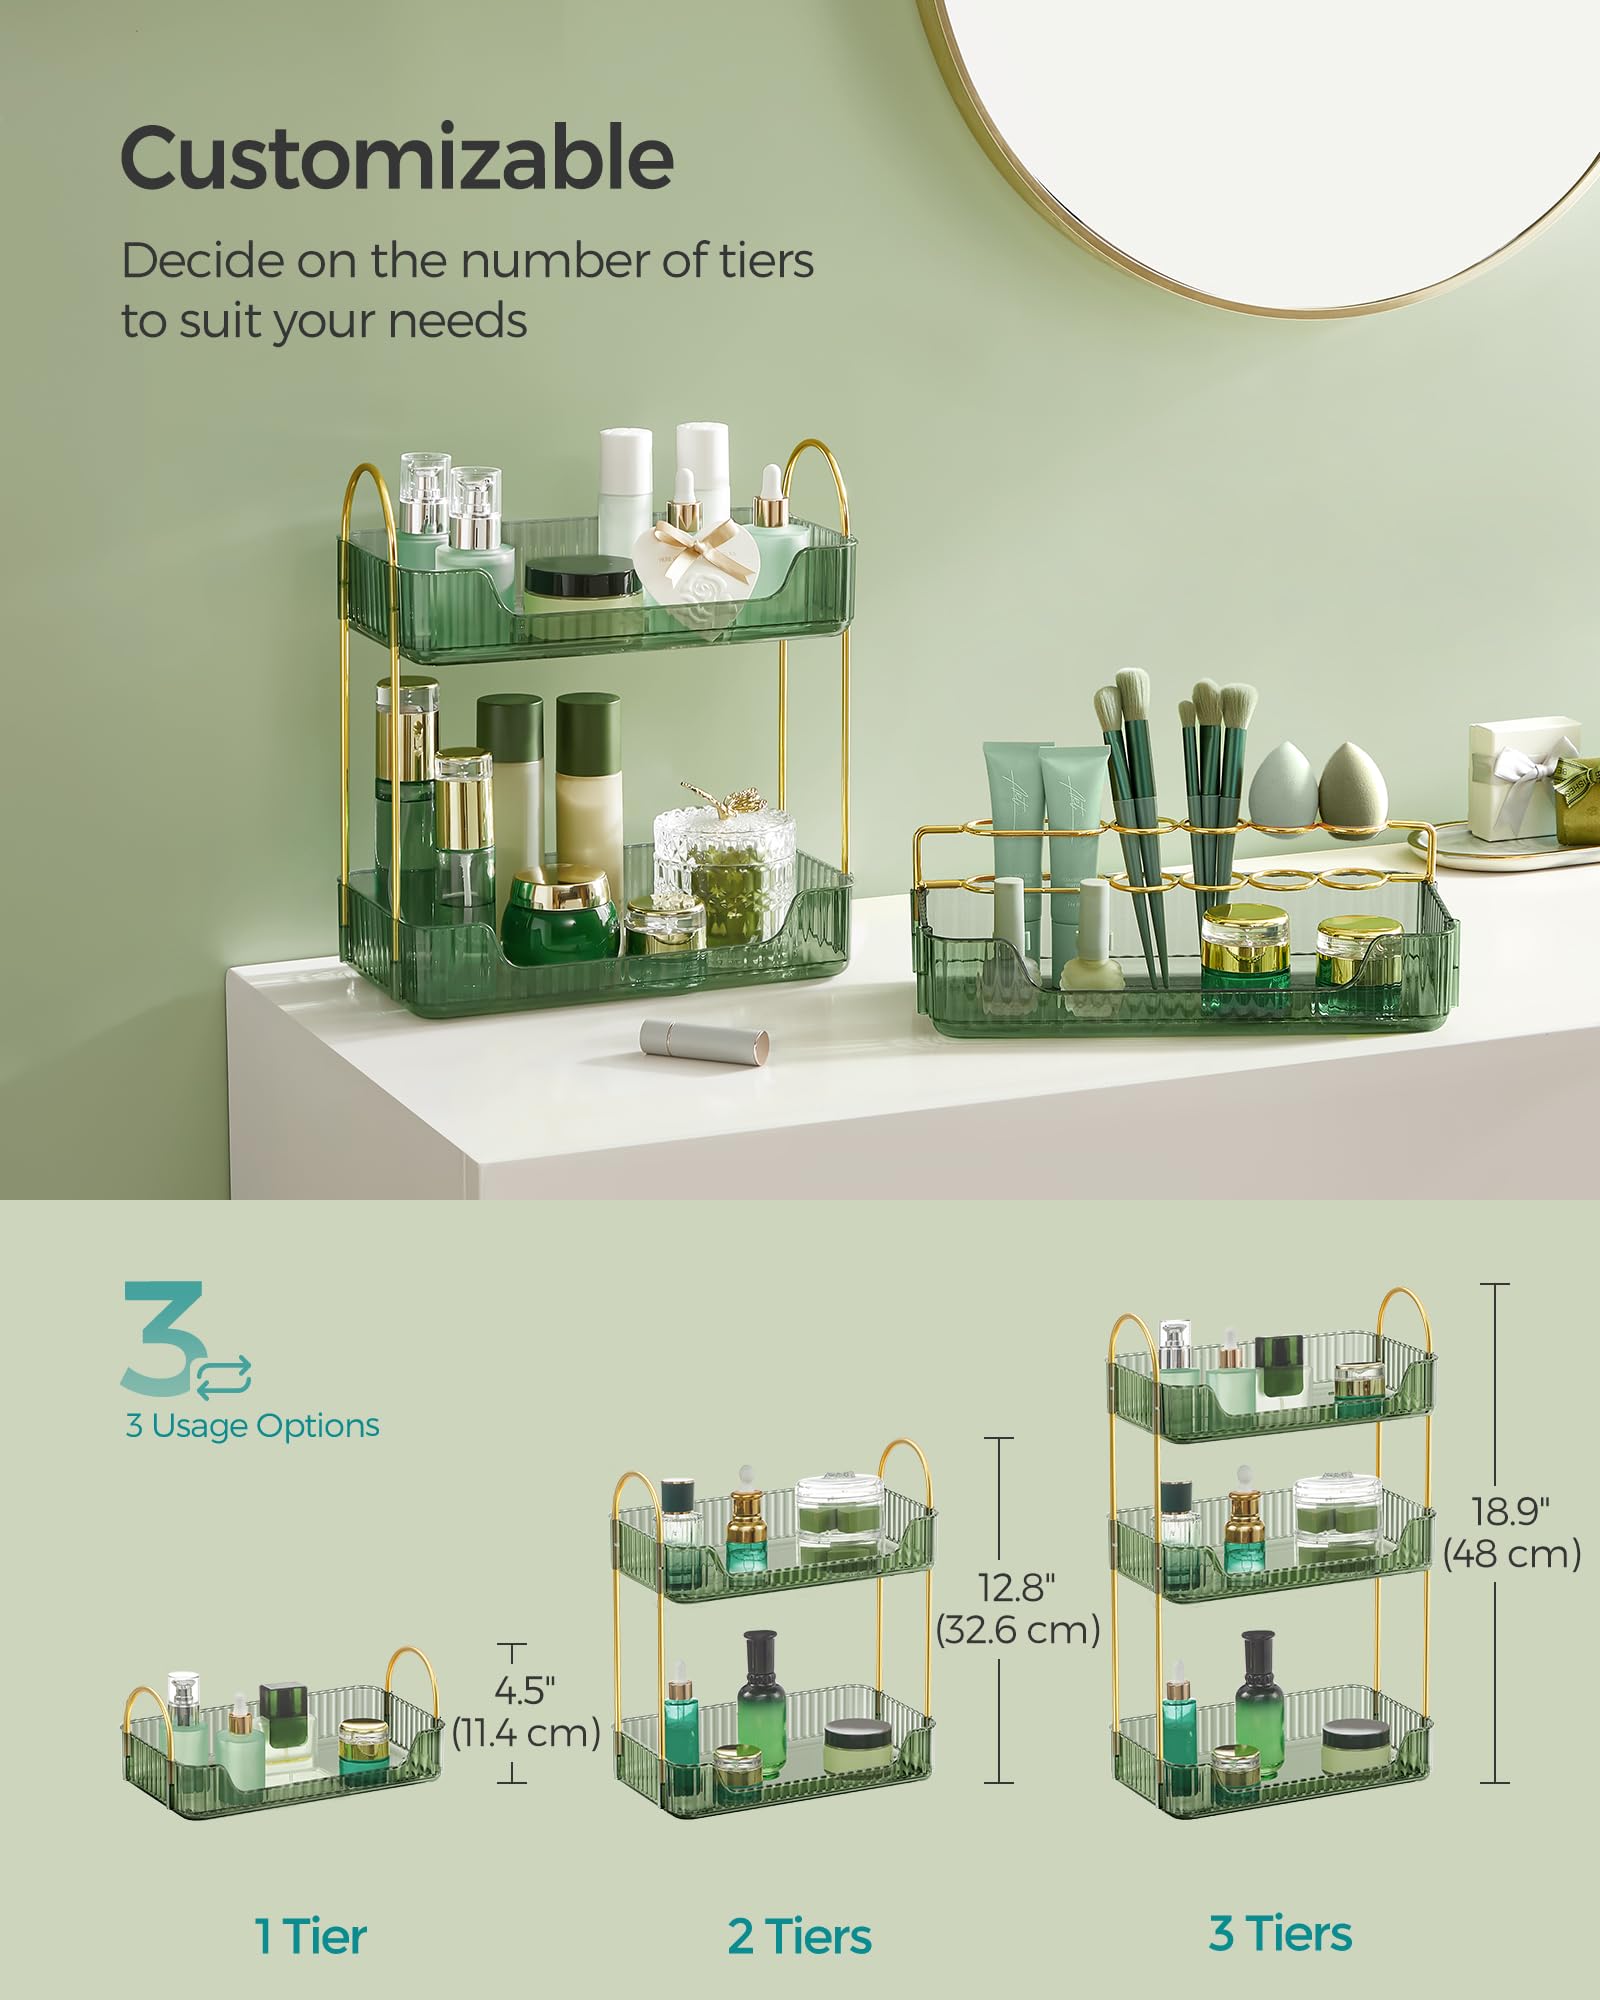 Customizable
Decide on the number of tiers
to suit your needs
3
3 Usage Options
4.5"
(11.4 cm)
12.8"
(32.6 cm)
18.9"
(48 cm)
1 Tier
2 Tiers
3 Tiers